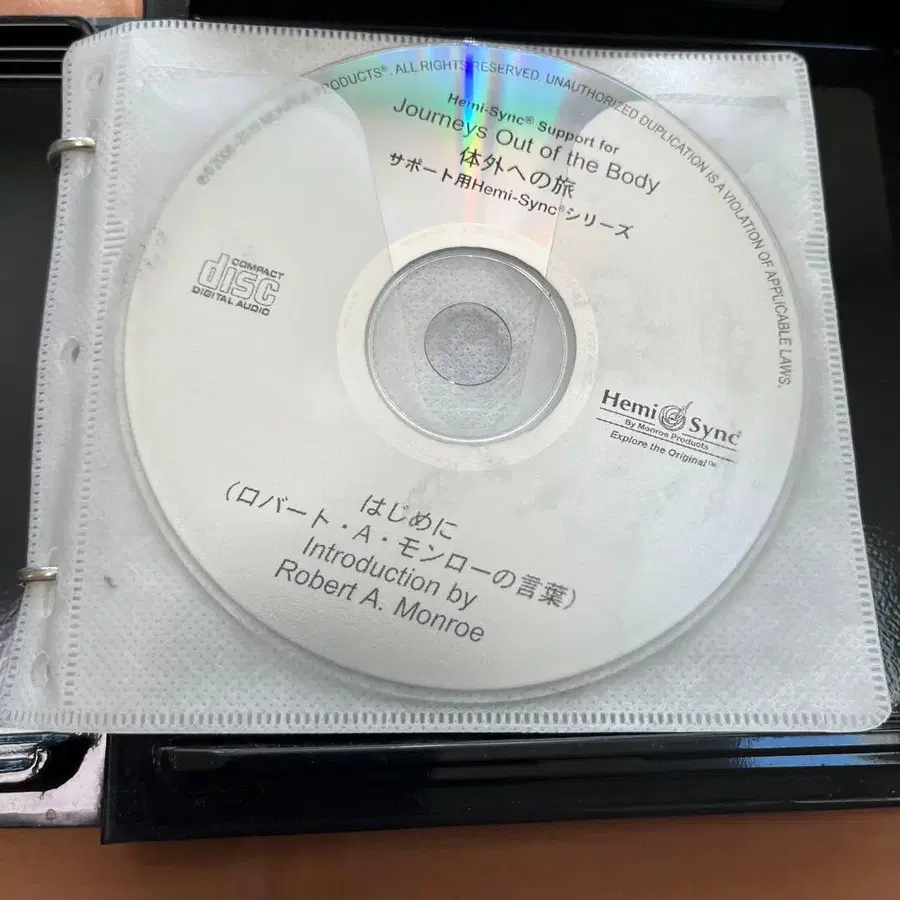 PRODUCTS®. ALL RIGHTS RESERVED. UNAUTHORIZED DUPLICATION IS A VIOLATION OF APPLICABLE LAWS.
Hemi-Sync® Support for
Journeys Out of the Body
体外への旅
サポート用Hemi-Sync®シリーズ
COMPACT
disc
DIGITAL AUDIO
Hemi Sync®
By Monroe Products
Explore the Original™
はじめに
（ロバート・A・モンローの言葉）
Introduction by
Robert A. Monroe